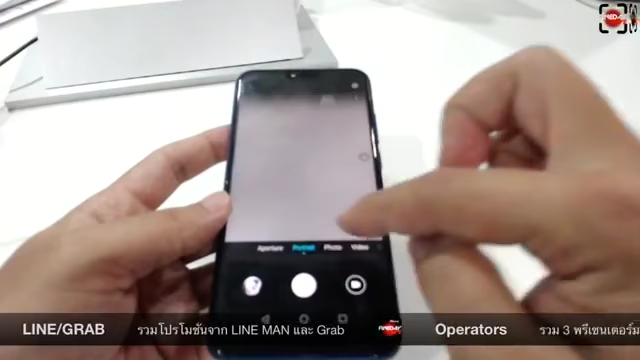 Aperture Portrait Photo Video
LINE/GRAB รวมโปรโมชั่นจาก LINE MAN และ Grab Operators รวม 3 พรีเซนเตอร์ม